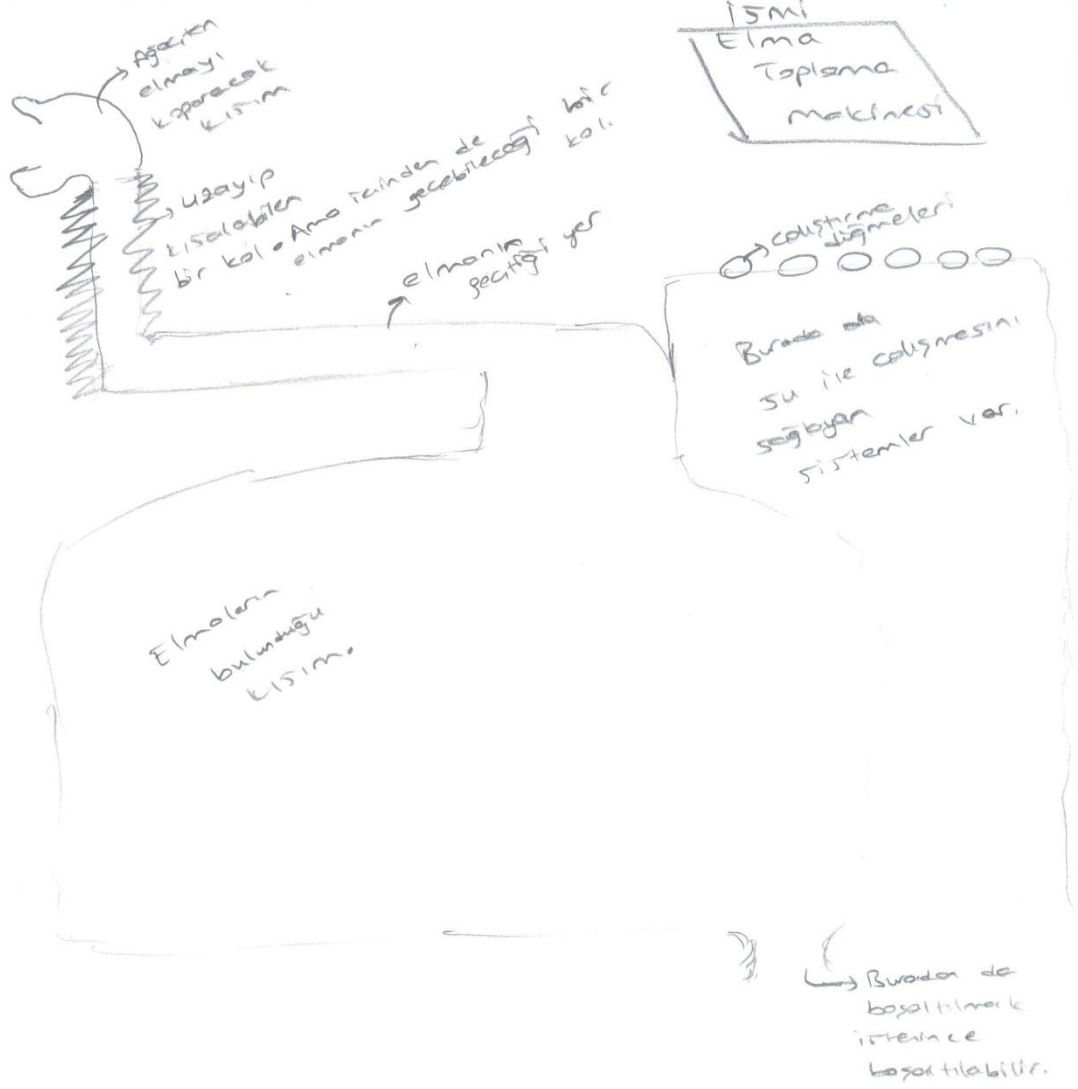 ismi
Elma
Toplama
makinesi
Ağaçtan
elmayı
koparacak
kısım
uzayıp
kısalabilen
bir kol. Ama içinden de
elmanın geçebileceği bir
kol.
elmanın
geçtiği yer
çalıştırma
düğmeleri
Burada da
su ile çalışmasını
sağlayan
sistemler var.
Elmaların
bulunduğu
kısım.
Buradan da
boşaltılmak
istenince
boşaltılabilir.